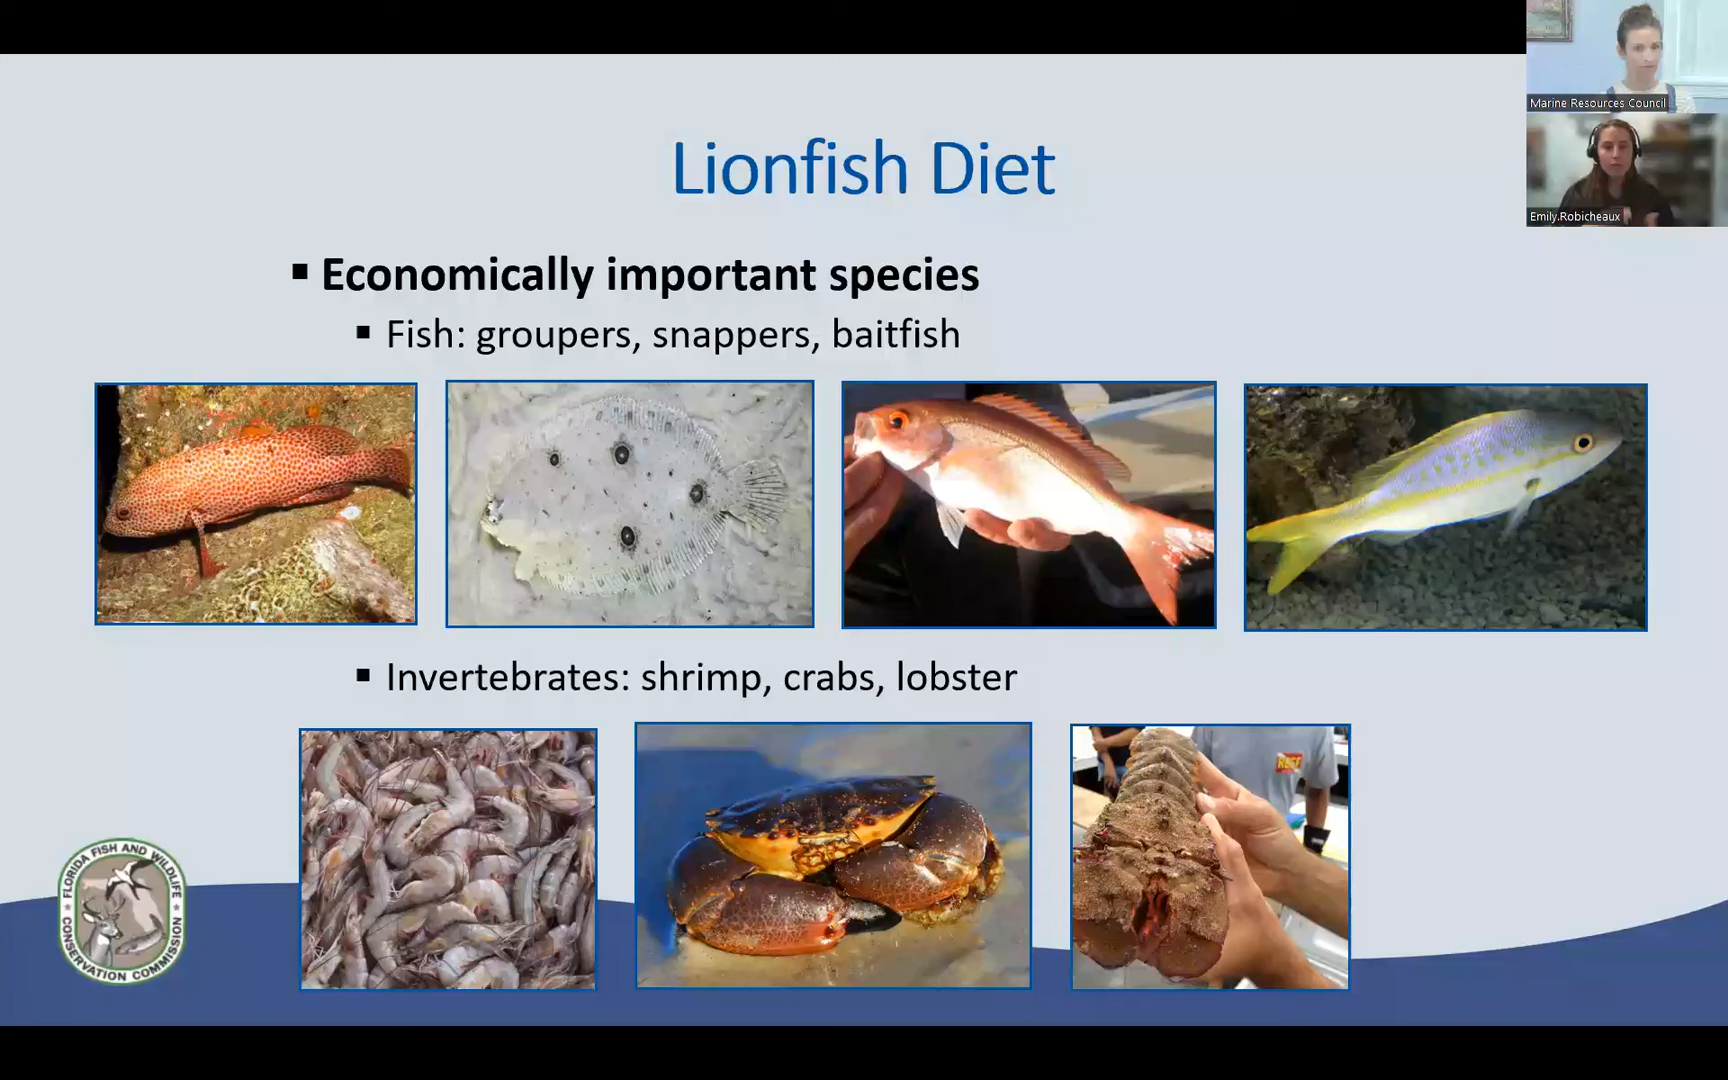 Marine Resources Council
Emily.Robicheaux
Lionfish Diet
Economically important species
Fish: groupers, snappers, baitfish
Invertebrates: shrimp, crabs, lobster
REEF
FLORIDA FISH AND WILDLIFE
CONSERVATION COMMISSION